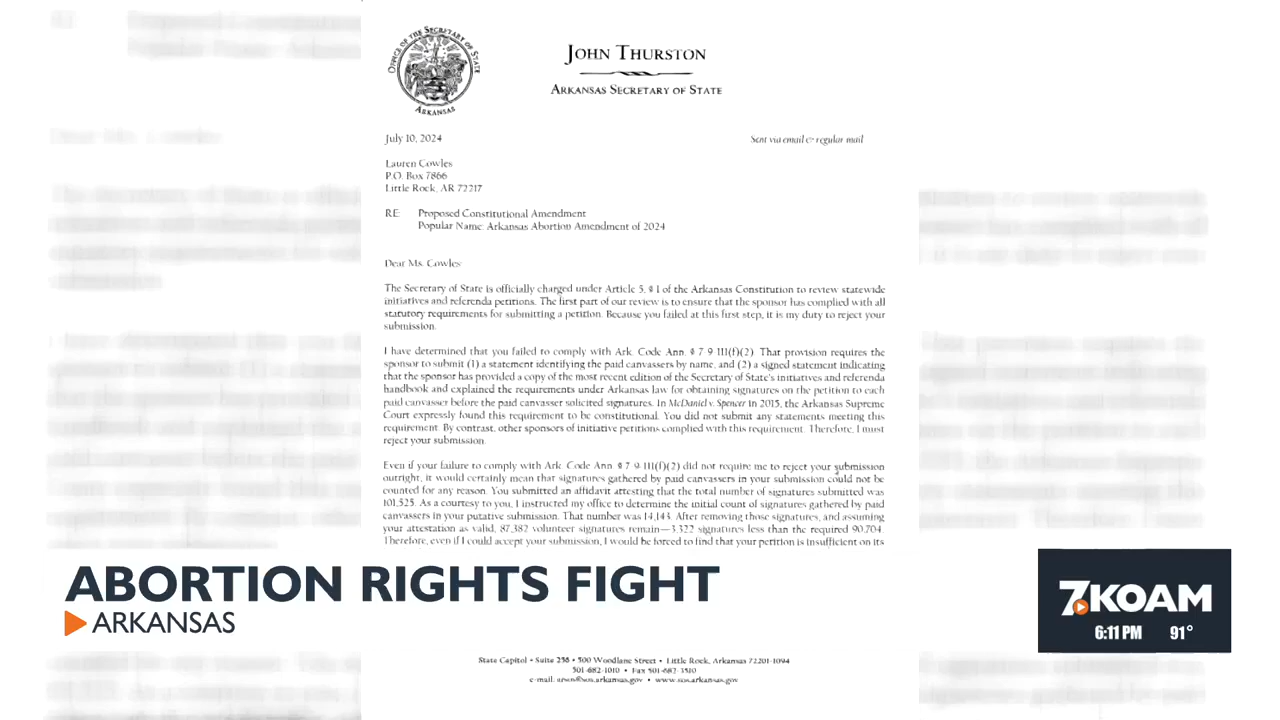 OFFICE OF THE SECRETARY OF STATE
ARKANSAS
JOHN THURSTON
ARKANSAS SECRETARY OF STATE
July 10, 2024
Sent via email & regular mail
Lauren Cowles
P.O. Box 7866
Little Rock, AR 72217
RE Proposed Constitutional Amendment
Popular Name: Arkansas Abortion Amendment of 2024
Dear Ms. Cowles:
The Secretary of State is officially charged under Article 5, § 1 of the Arkansas Constitution to review statewide
initiatives and referenda petitions. The first part of our review is to ensure that the sponsor has complied with all
statutory requirements for submitting a petition. Because you failed at this first step, it is my duty to reject your
submission.
I have determined that you failed to comply with Ark. Code Ann. § 7-9-111(f)(2). That provision requires the
sponsor to submit (1) a statement identifying the paid canvassers by name, and (2) a signed statement indicating
that the sponsor has provided a copy of the most recent edition of the Secretary of State's initiatives and referenda
handbook and explained the requirements under Arkansas law for obtaining signatures on the petition to each
paid canvasser before the paid canvasser solicited signatures. In McDaniel v. Spencer in 2015, the Arkansas Supreme
Court expressly found this requirement to be constitutional. You did not submit any statements meeting this
requirement. By contrast, other sponsors of initiative petitions complied with this requirement. Therefore, I must
reject your submission.
Even if your failure to comply with Ark. Code Ann. § 7-9-111(f)(2) did not require me to reject your submission
outright, it would certainly mean that signatures gathered by paid canvassers in your submission could not be
counted for any reason. You submitted an affidavit attesting that the total number of signatures submitted was
101,525. As a courtesy to you, I instructed my office to determine the initial count of signatures gathered by paid
canvassers in your putative submission. That number was 14,143. After removing those signatures, and assuming
your attestation as valid, 87,382 volunteer signatures remain—3,322 signatures less than the required 90,704.
Therefore, even if I could accept your submission, I would be forced to find that your petition is insufficient on its
ABORTION RIGHTS FIGHT
ARKANSAS
7KOAM
6:11 PM 91°
State Capitol • Suite 256 • 500 Woodlane Street • Little Rock, Arkansas 72201-1094
501-682-1010 • Fax 501-682-3510
e-mail: arsos@sos.arkansas.gov • www.sos.arkansas.gov